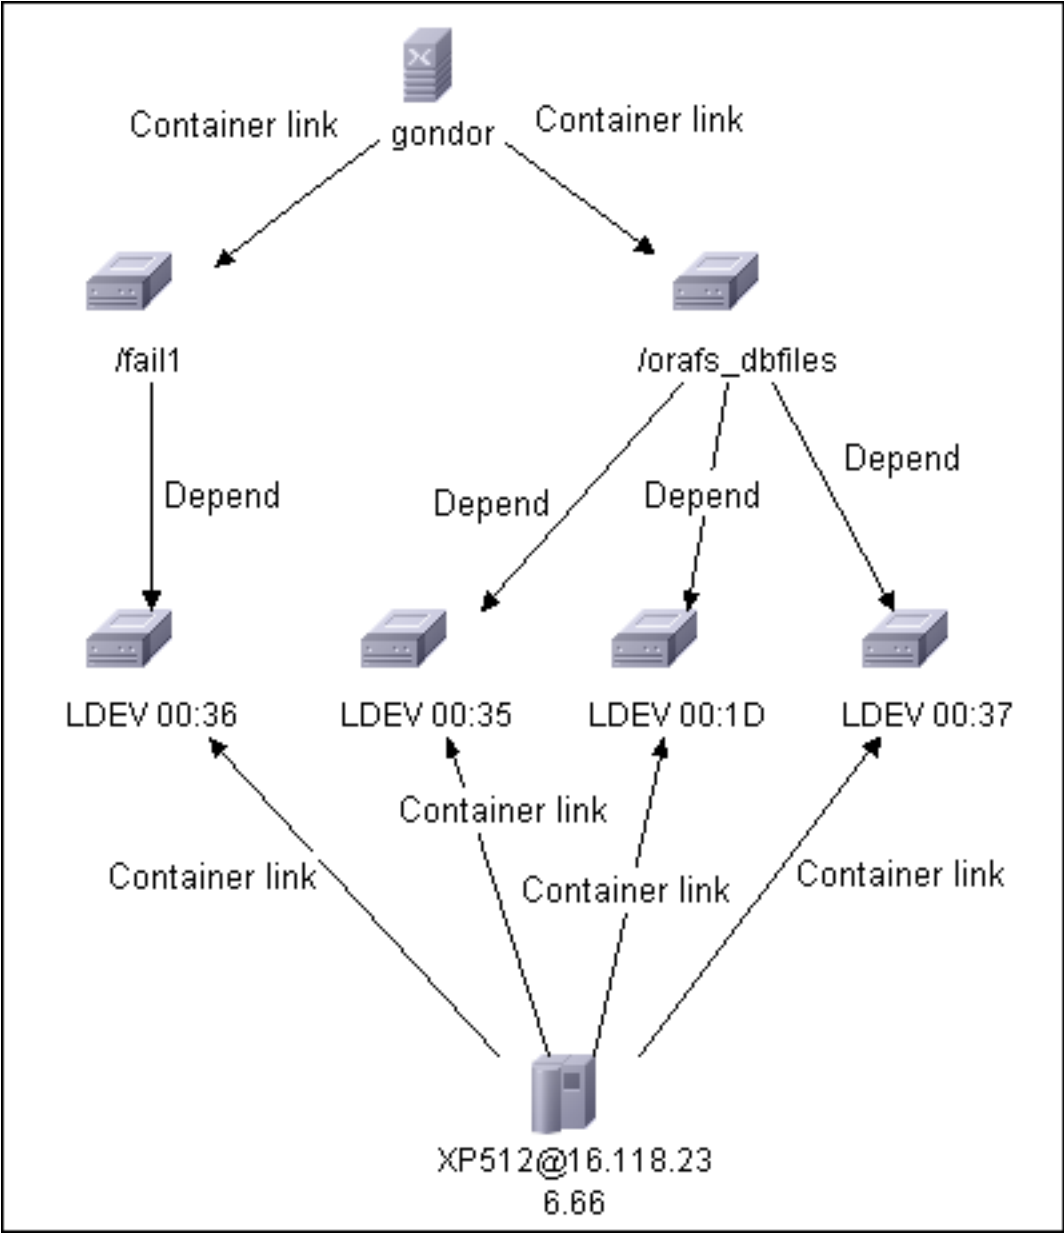 Container link
Container link
gondor
/fail1
/orafs_dbfiles
Depend
Depend
Depend
Depend
LDEV 00:36
LDEV 00:35
LDEV 00:1D
LDEV 00:37
Container link
Container link
Container link
Container link
XP512@16.118.23
6.66